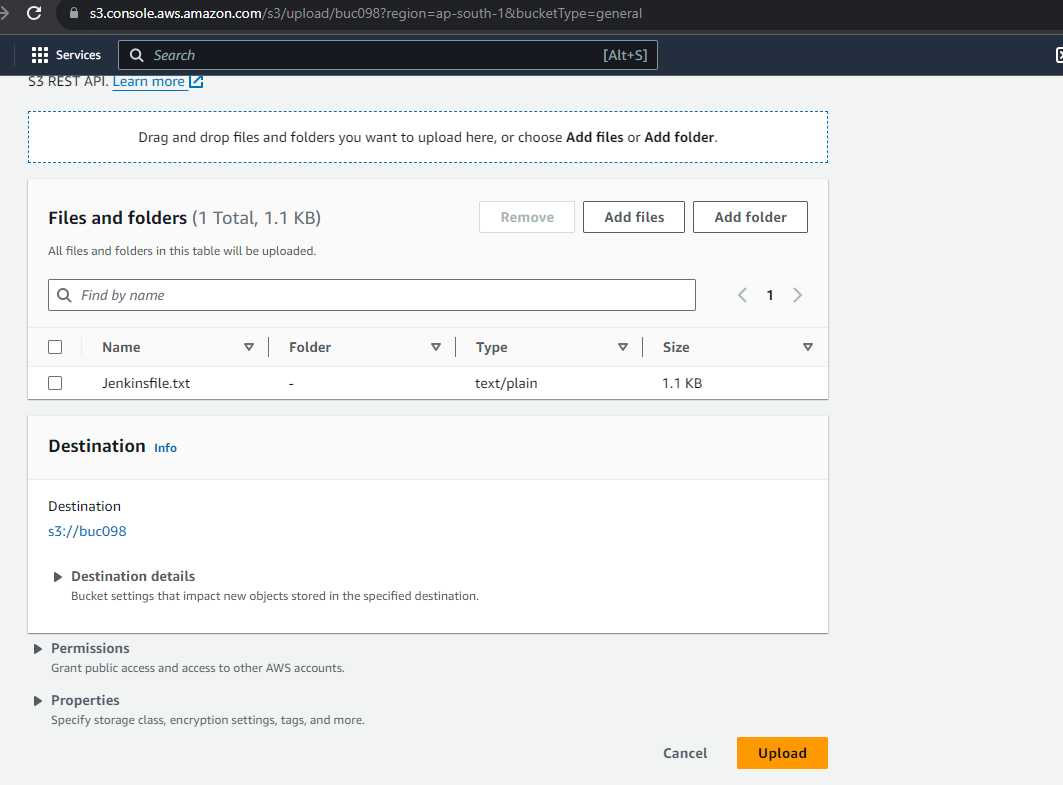 s3.console.aws.amazon.com/s3/upload/buc098?region=ap-south-1&bucketType=general
Services Search [Alt+S]
S3 REST API. Learn more
Drag and drop files and folders you want to upload here, or choose Add files or Add folder.
Files and folders (1 Total, 1.1 KB)
Remove Add files Add folder
All files and folders in this table will be uploaded.
Find by name
1
Name Folder Type Size
Jenkinsfile.txt - text/plain 1.1 KB
Destination Info
Destination
s3://buc098
Destination details
Bucket settings that impact new objects stored in the specified destination.
Permissions
Grant public access and access to other AWS accounts.
Properties
Specify storage class, encryption settings, tags, and more.
Cancel Upload